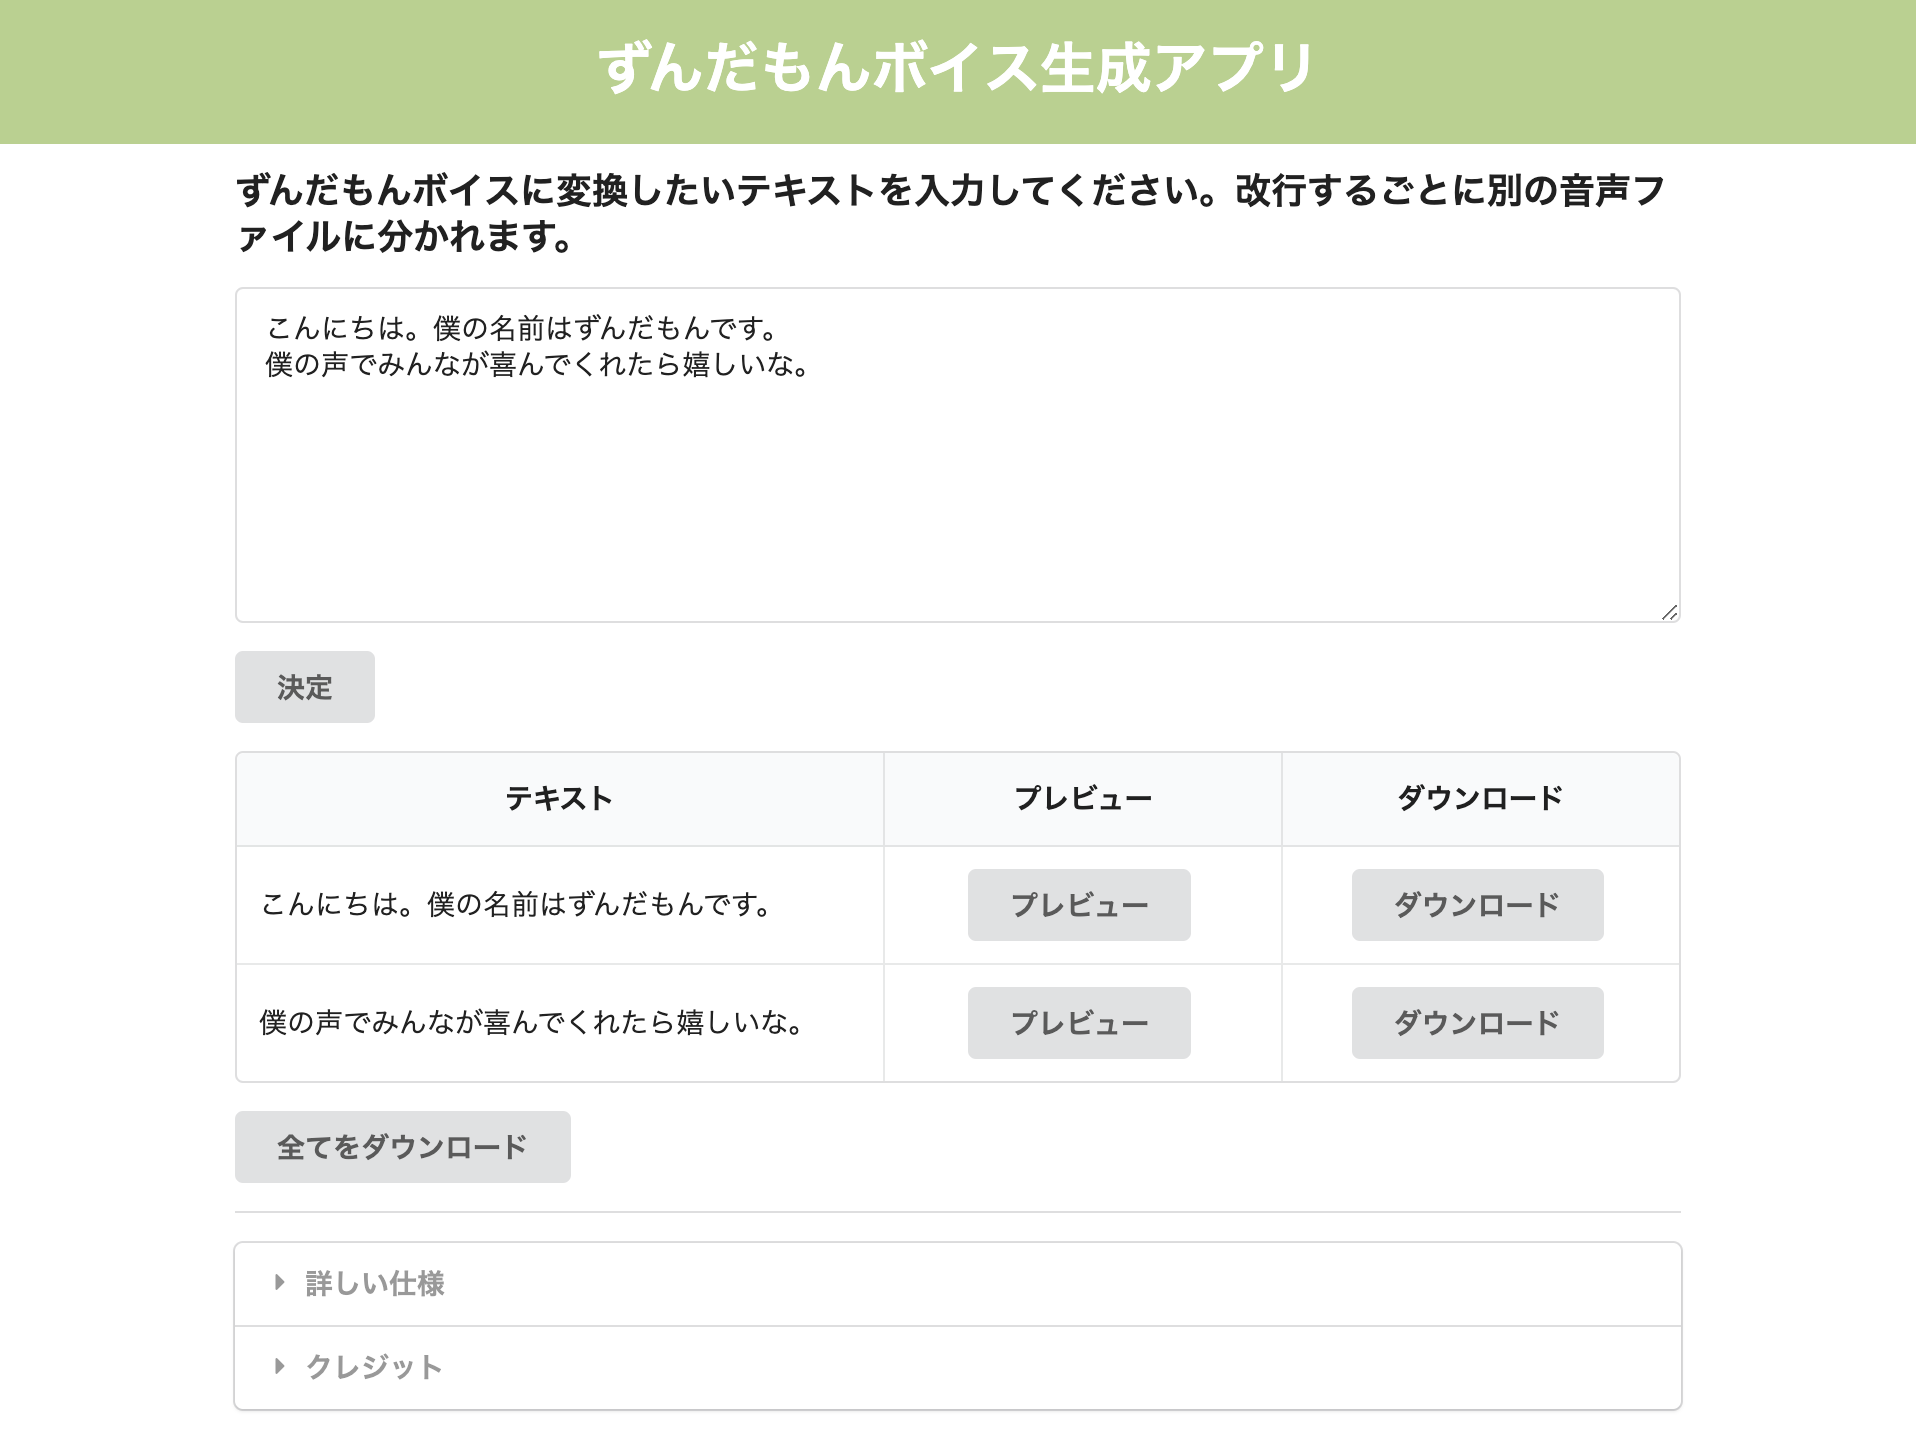 ずんだもんボイス生成アプリ
ずんだもんボイスに変換したいテキストを入力してください。改行するごとに別の音声フ
ァイルに分かれます。
こんにちは。僕の名前はずんだもんです。
僕の声でみんなが喜んでくれたら嬉しいな。
決定
テキスト プレビュー ダウンロード
こんにちは。僕の名前はずんだもんです。 プレビュー ダウンロード
僕の声でみんなが喜んでくれたら嬉しいな。 プレビュー ダウンロード
全てをダウンロード
詳しい仕様
クレジット